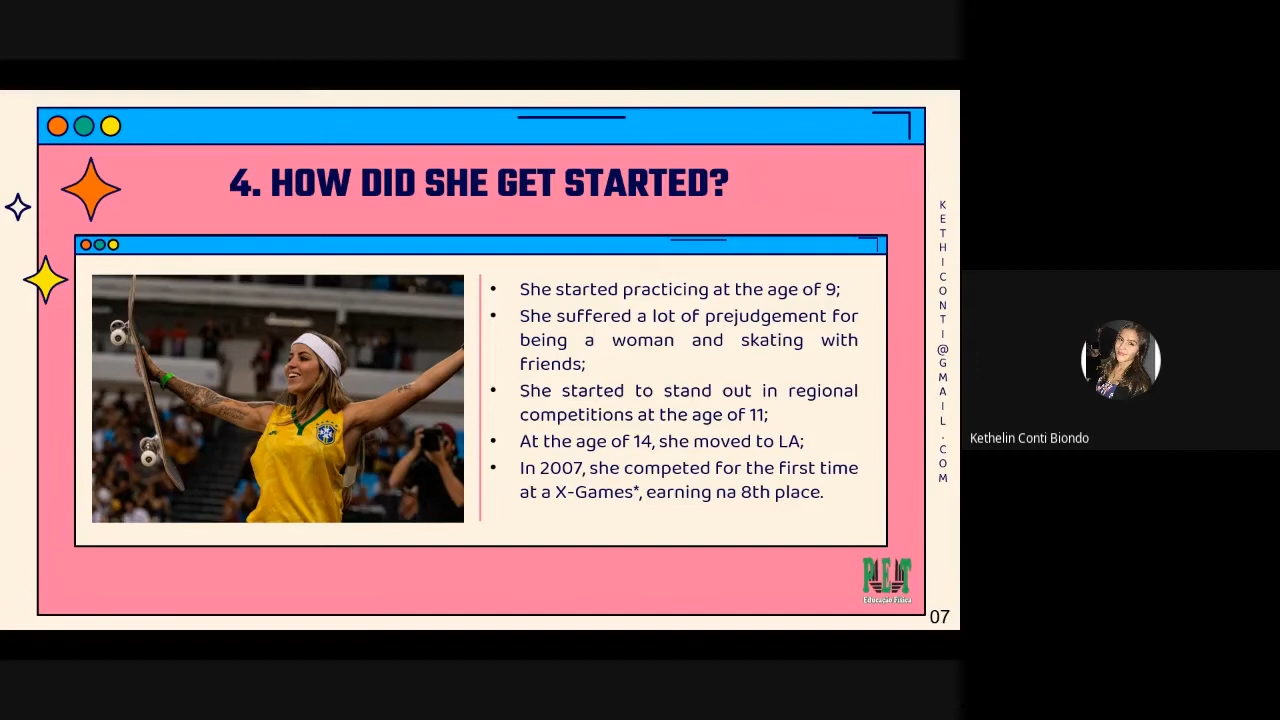 4. HOW DID SHE GET STARTED?
• She started practicing at the age of 9;
• She suffered a lot of prejudgement for
being a woman and skating with
friends;
• She started to stand out in regional
competitions at the age of 11;
• At the age of 14, she moved to LA;
• In 2007, she competed for the first time
at a X-Games*, earning na 8th place.
KETHICONTI@GMAIL.COM
PET
Educação Física
07
Kethelin Conti Biondo